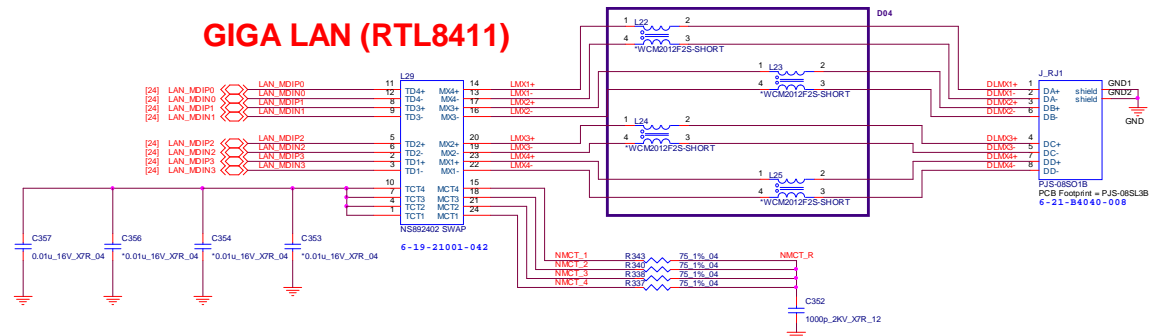 GIGA LAN (RTL8411)
D04
1 L22 2
4 3
*WCM2012F2S-SHORT
1 L23 2
4 3
*WCM2012F2S-SHORT
L24
1 2
4 3
*WCM2012F2S-SHORT
1 L25 2
4 3
*WCM2012F2S-SHORT
L29
[24] LAN_MDIP0 LAN_MDIP0 11 TD4+ MX4+ 14 LMX1+
[24] LAN_MDIN0 LAN_MDIN0 12 TD4- MX4- 13 LMX1-
[24] LAN_MDIP1 LAN_MDIP1 8 TD3+ MX3+ 17 LMX2+
[24] LAN_MDIN1 LAN_MDIN1 9 TD3- MX3- 16 LMX2-
[24] LAN_MDIP2 LAN_MDIP2 5 TD2+ MX2+ 20 LMX3+
[24] LAN_MDIN2 LAN_MDIN2 6 TD2- MX2- 19 LMX3-
[24] LAN_MDIP3 LAN_MDIP3 2 TD1+ MX1+ 23 LMX4+
[24] LAN_MDIN3 LAN_MDIN3 3 TD1- MX1- 22 LMX4-
10 TCT4 MCT4 15
7 TCT3 MCT3 18
4 TCT2 MCT2 21
1 TCT1 MCT1 24
NS892402 SWAP
6-19-21001-042
J_RJ1
DLMX1+ 1 DA+ shield GND1
DLMX1- 2 DA- shield GND2
DLMX2+ 3 DB+
DLMX2- 6 DB-
GND
DLMX3+ 4 DC+
DLMX3- 5 DC-
DLMX4+ 7 DD+
DLMX4- 8 DD-
PJS-08SO1B
PCB Footprint = PJS-08SL3B
6-21-B4040-008
C357
0.01u_16V_X7R_04
C356
*0.01u_16V_X7R_04
C354
*0.01u_16V_X7R_04
C353
*0.01u_16V_X7R_04
NMCT_1 R343 75_1%_04 NMCT_R
NMCT_2 R340 75_1%_04
NMCT_3 R338 75_1%_04
NMCT_4 R337 75_1%_04
C352
1000p_2KV_X7R_12